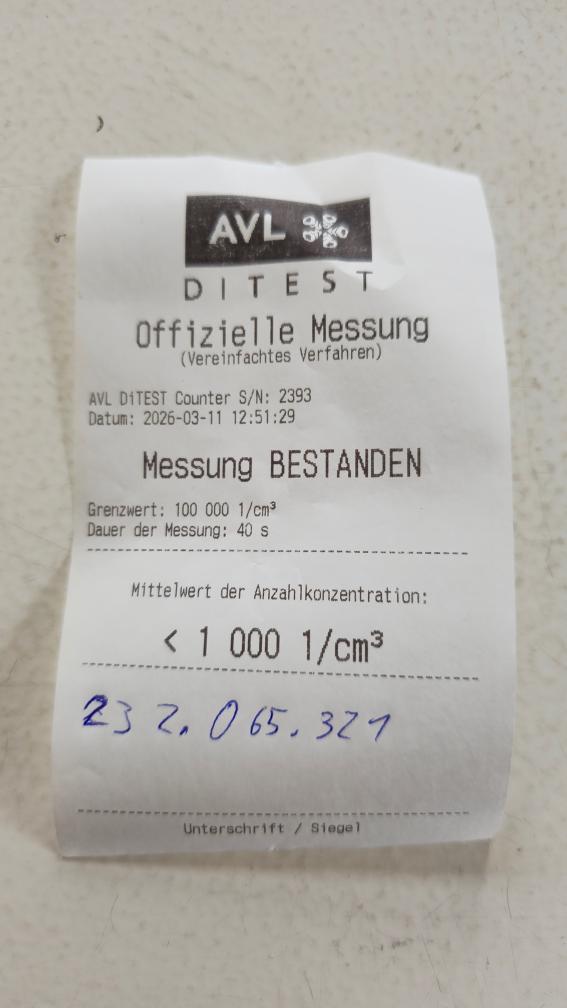 AVL
DITEST
Offizielle Messung
(Vereinfachtes Verfahren)
AVL DiTEST Counter S/N: 2393
Datum: 2026-03-11 12:51:29
Messung BESTANDEN
Grenzwert: 100 000 1/cm³
Dauer der Messung: 40 s
Mittelwert der Anzahlkonzentration:
< 1 000 1/cm³
232.065.321
Unterschrift / Siegel